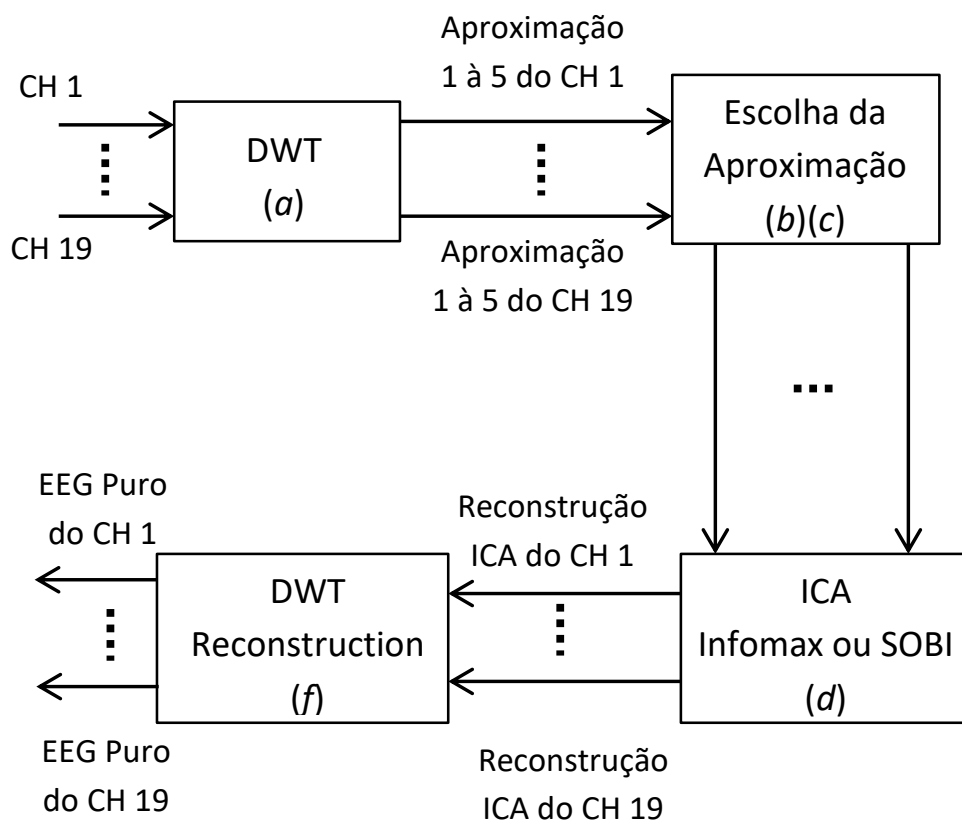 CH 1
CH 19
DWT
(a)
Aproximação
1 à 5 do CH 1
Aproximação
1 à 5 do CH 19
Escolha da
Aproximação
(b)(c)
ICA
Infomax ou SOBI
(d)
Reconstrução
ICA do CH 1
Reconstrução
ICA do CH 19
DWT
Reconstruction
(f)
EEG Puro
do CH 1
EEG Puro
do CH 19